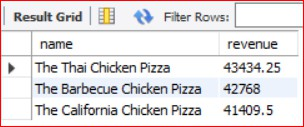 Result Grid Filter Rows:
name revenue
The Thai Chicken Pizza 43434.25
The Barbecue Chicken Pizza 42768
The California Chicken Pizza 41409.5